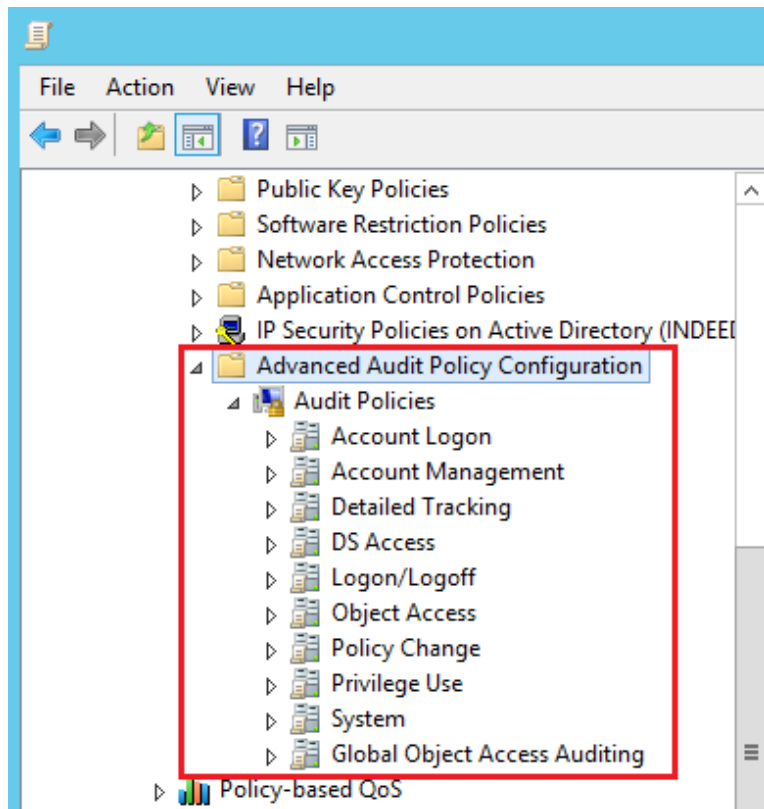 File Action View Help
Public Key Policies
Software Restriction Policies
Network Access Protection
Application Control Policies
IP Security Policies on Active Directory (INDEED
Advanced Audit Policy Configuration
Audit Policies
Account Logon
Account Management
Detailed Tracking
DS Access
Logon/Logoff
Object Access
Policy Change
Privilege Use
System
Global Object Access Auditing
Policy-based QoS